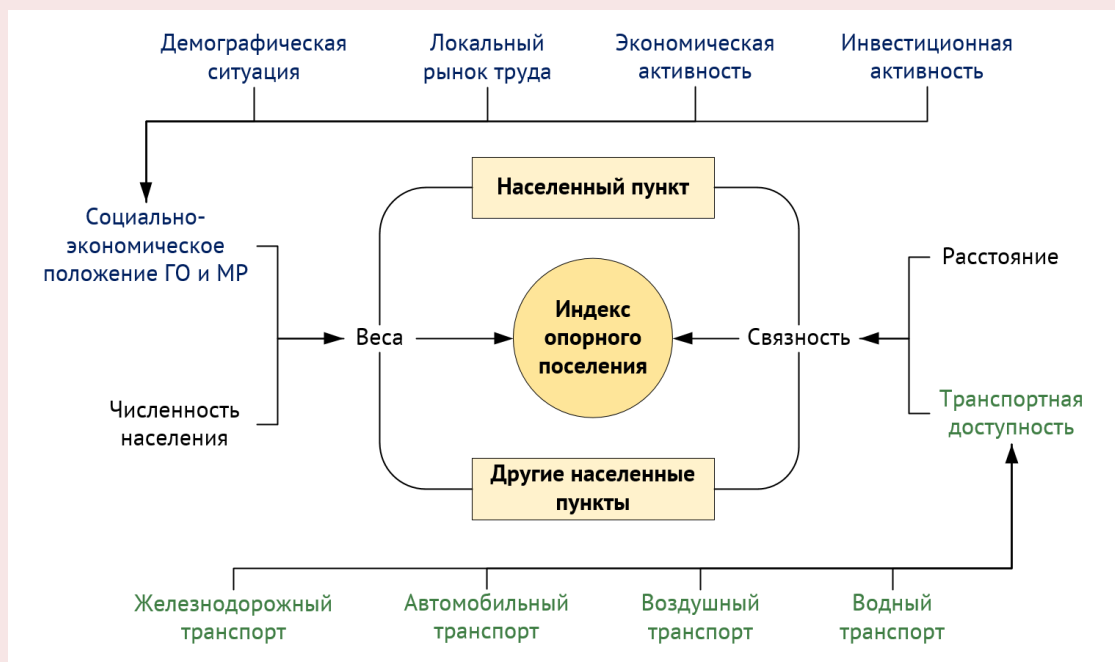 Демографическая
ситуация
Локальный
рынок труда
Экономическая
активность
Инвестиционная
активность
Населенный пункт
Социально-
экономическое
положение ГО и МР
Расстояние
Индекс
опорного
поселения
Веса
Связность
Численность
населения
Транспортная
доступность
Другие населенные
пункты
Железнодорожный
транспорт
Автомобильный
транспорт
Воздушный
транспорт
Водный
транспорт